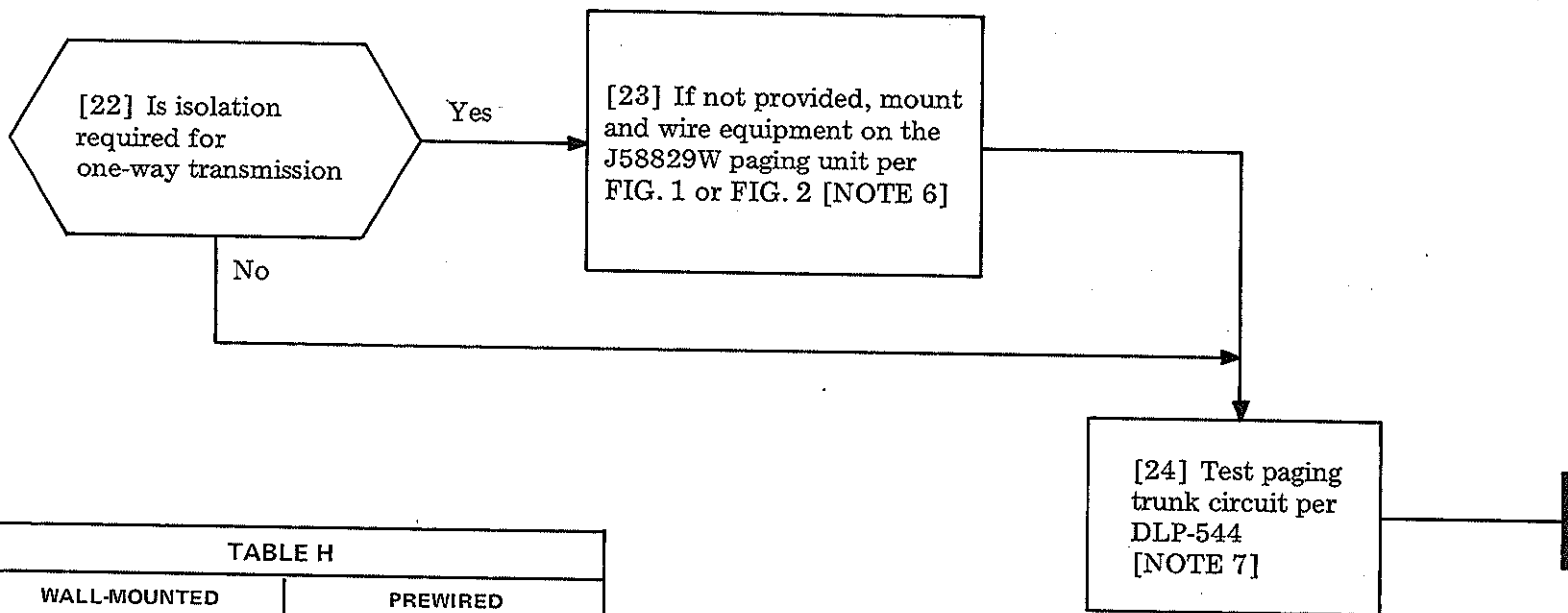 [22] Is isolation
required for
one-way transmission
Yes
[23] If not provided, mount
and wire equipment on the
J58829W paging unit per
FIG. 1 or FIG. 2 [NOTE 6]
No
[24] Test paging
trunk circuit per
DLP-544
[NOTE 7]
TABLE H
WALL-MOUNTED PREWIRED